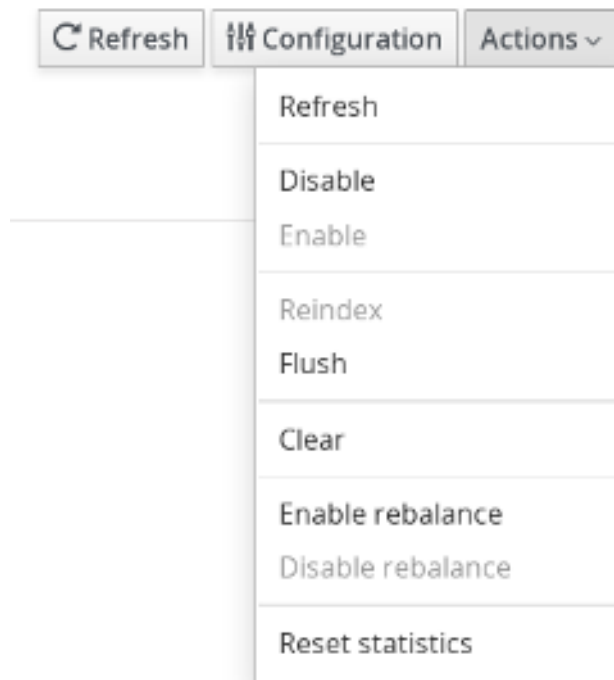 Refresh Configuration Actions
Refresh
Disable
Enable
Reindex
Flush
Clear
Enable rebalance
Disable rebalance
Reset statistics